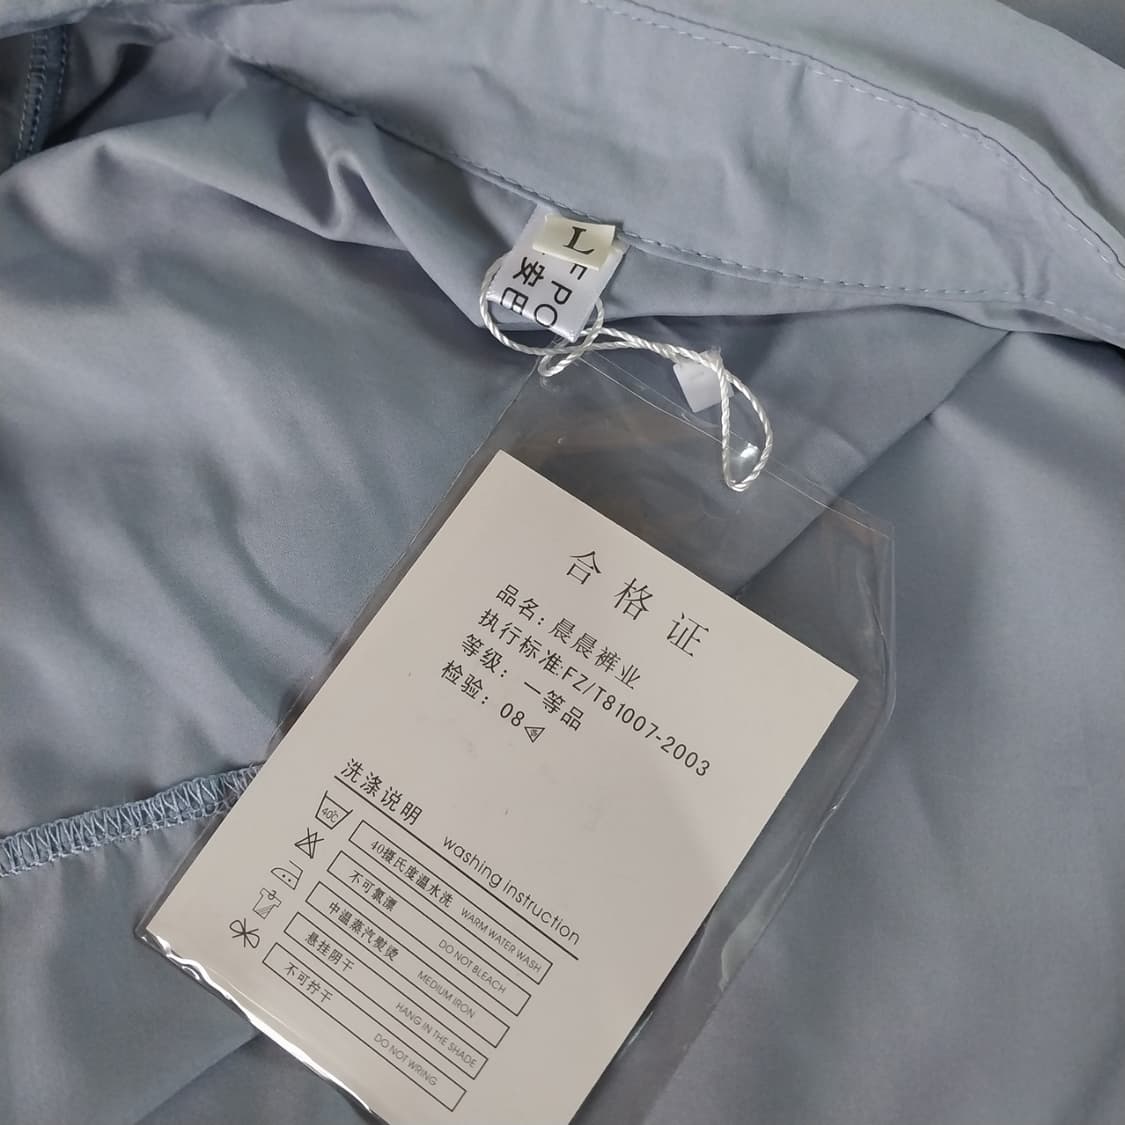 L
合格证
品名：晨晨裤业
执行标准:FZ/T81007-2003
等级：一等品
检验：08
洗涤说明 washing instruction
40℃
40摄氏度温水洗 WARM WATER WASH
不可氯漂 DO NOT BLEACH
中温蒸汽熨烫 MEDIUM IRON
悬挂阴干 HANG IN THE SHADE
不可拧干 DO NOT WRING